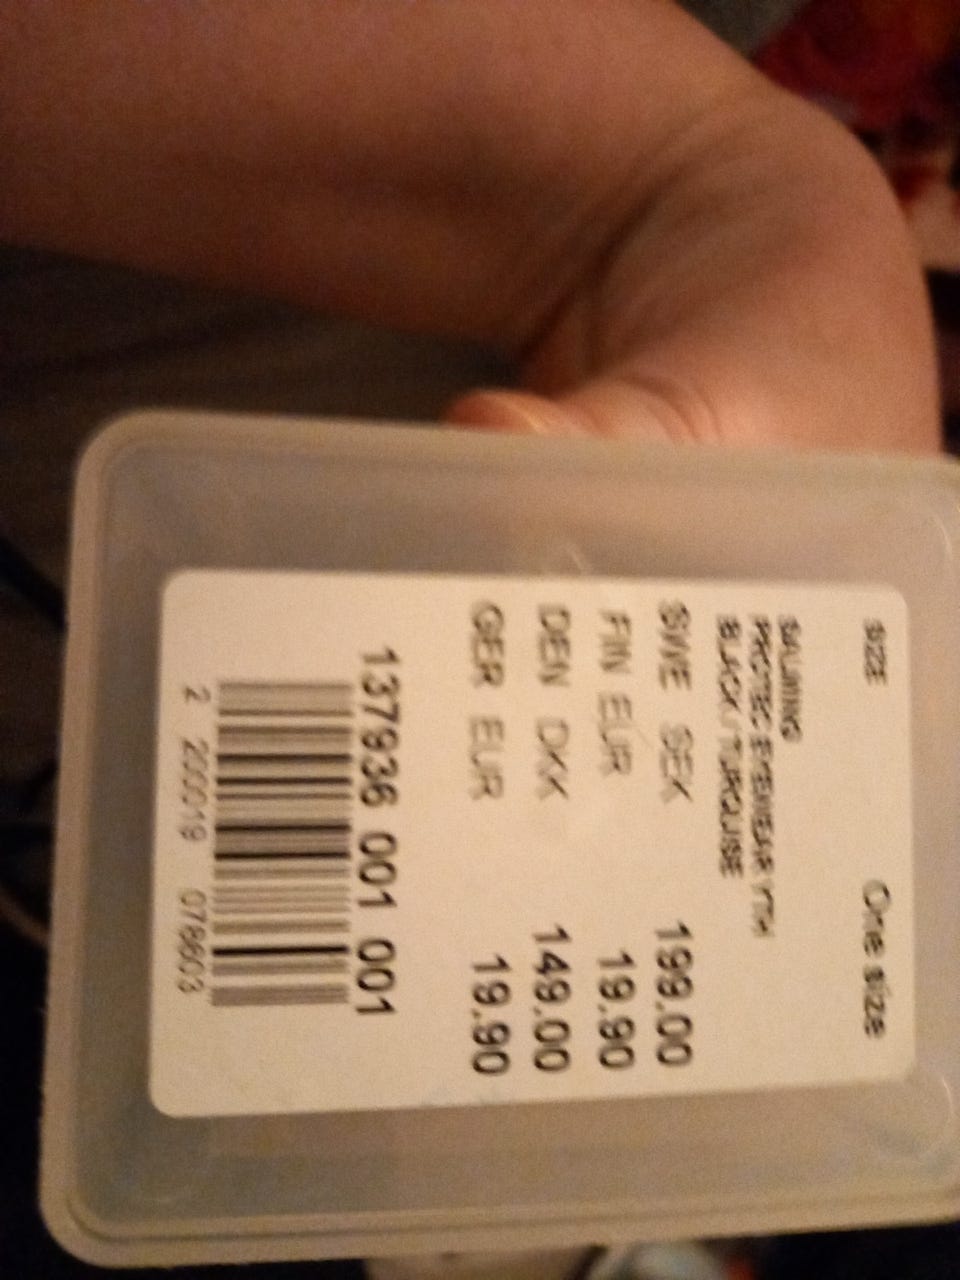 SIZE One size
SALMING
PROTEC EYEWEAR YTH
BLACK/TURQUISE
SWE SEK 199.00
FIN EUR 19.90
DEN DKK 149.00
GER EUR 19.90
137936 001 001
2 200019 078603